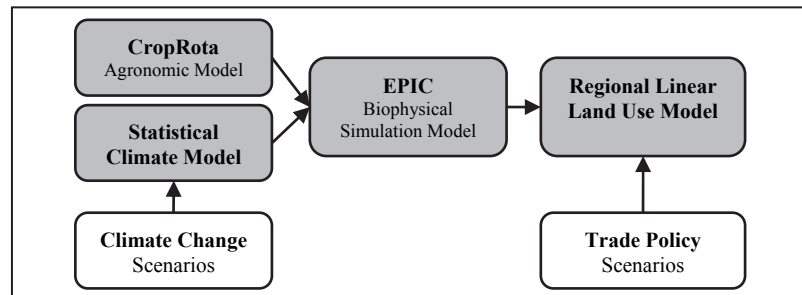 CropRota
Agronomic Model
Statistical
Climate Model
Climate Change
Scenarios
EPIC
Biophysical
Simulation Model
Regional Linear
Land Use Model
Trade Policy
Scenarios